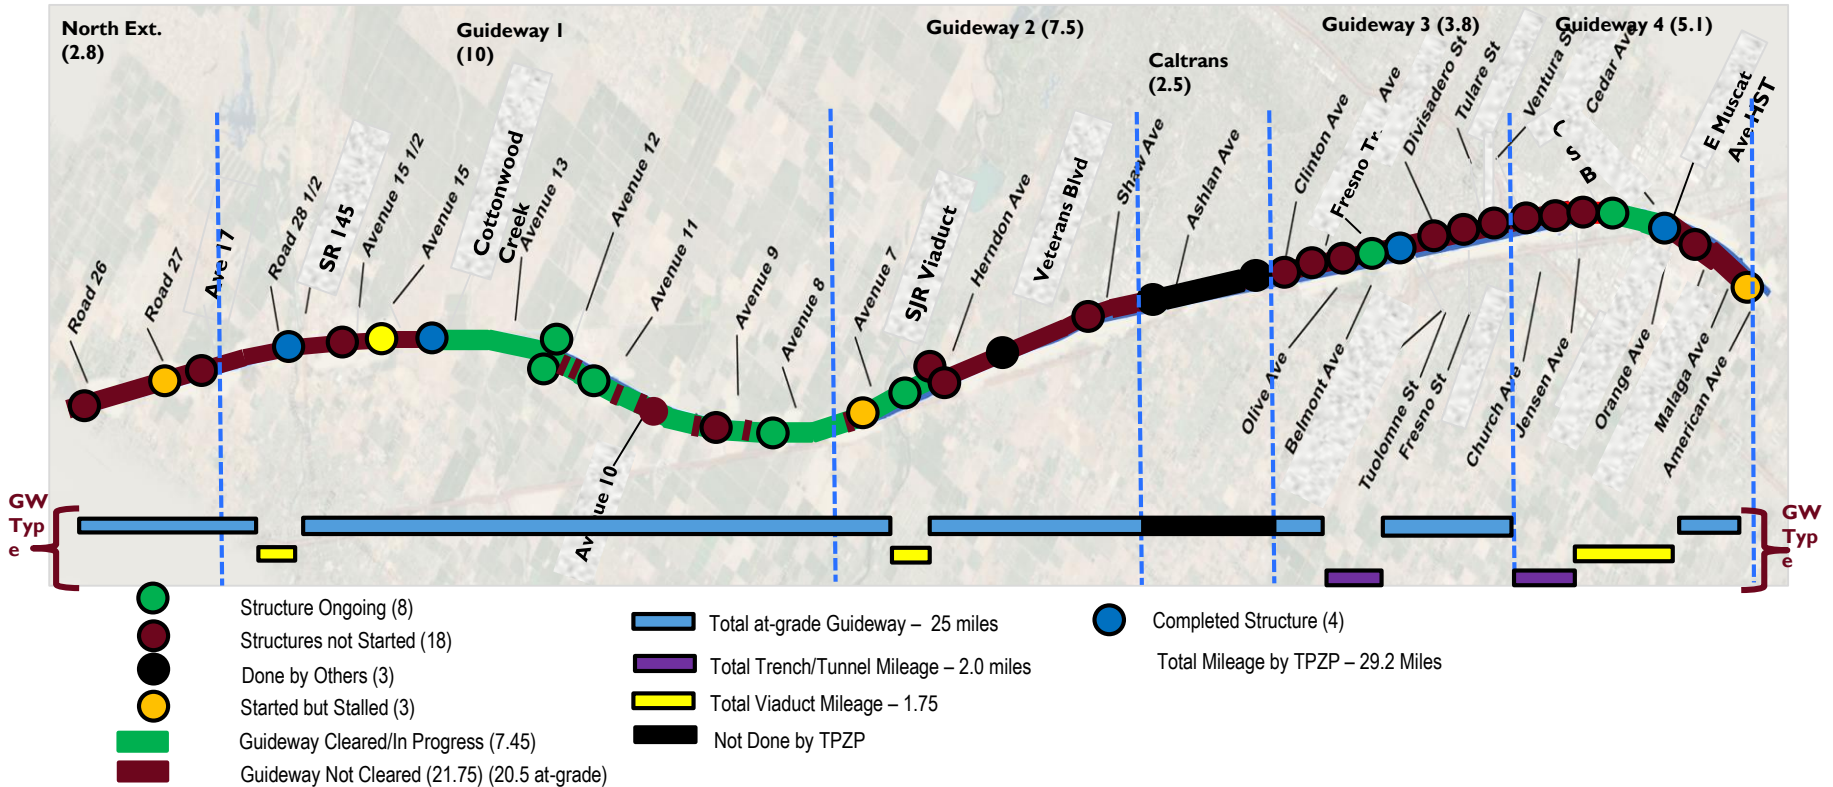 North Ext.
(2.8)
Guideway 1
(10)
Guideway 2 (7.5)
Caltrans
(2.5)
Guideway 3 (3.8)
Guideway 4 (5.1)
Road 26
Road 27
Ave 17
Road 28 1/2
SR 145
Avenue 15 1/2
Avenue 15
Cottonwood
Creek
Avenue 13
Avenue 12
Avenue 11
Avenue 10
Avenue 9
Avenue 8
Avenue 7
SJR Viaduct
Herndon Ave
Veterans Blvd
Shaw Ave
Ashlan Ave
Clinton Ave
Fresno Tr.
Ave
Divisadero St
Tulare St
Ventura St
Cedar Ave
C
S
B
E Muscat
Ave HST
Olive Ave
Belmont Ave
Tuolomne St
Fresno St
Church Ave
Jensen Ave
Orange Ave
Malaga Ave
American Ave
GW
Typ
e
GW
Typ
e
Structure Ongoing (8)
Structures not Started (18)
Done by Others (3)
Started but Stalled (3)
Guideway Cleared/In Progress (7.45)
Guideway Not Cleared (21.75) (20.5 at-grade)
Total at-grade Guideway – 25 miles
Total Trench/Tunnel Mileage – 2.0 miles
Total Viaduct Mileage – 1.75
Not Done by TPZP
Completed Structure (4)
Total Mileage by TPZP – 29.2 Miles